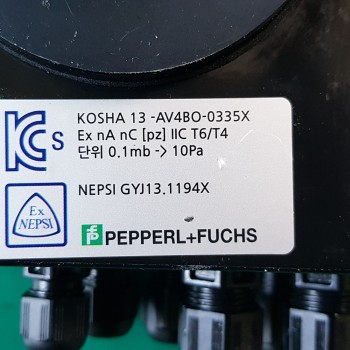 KCs
KOSHA 13 -AV4BO-0335X
Ex nA nC [pz] IIC T6/T4
단위 0.1mb -> 10Pa
Ex
NEPSI
NEPSI GYJ13.1194X
PEPPERL+FUCHS